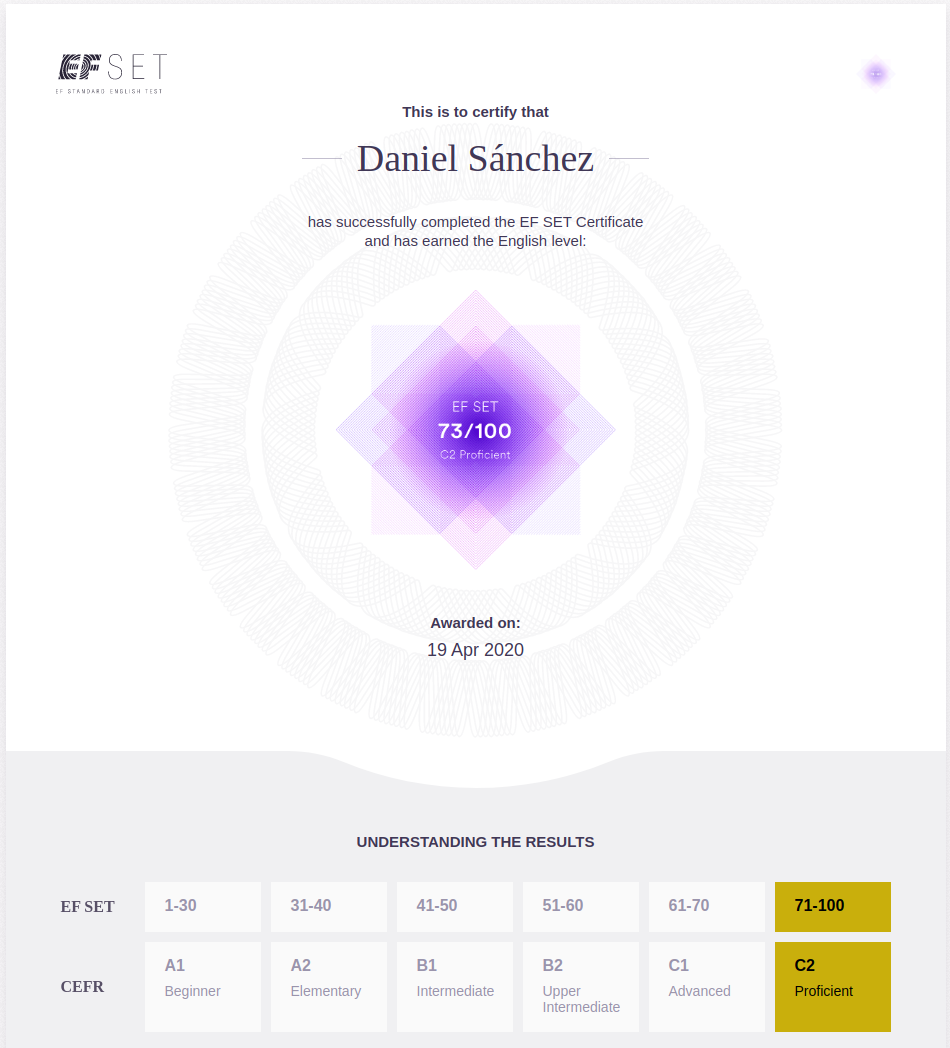 EF SET
EF STANDARD ENGLISH TEST
This is to certify that
Daniel Sánchez
has successfully completed the EF SET Certificate
and has earned the English level:
EF SET
73/100
C2 Proficient
Awarded on:
19 Apr 2020
UNDERSTANDING THE RESULTS
EF SET 1-30 31-40 41-50 51-60 61-70 71-100
CEFR
A1 A2 B1 B2 C1 C2
Beginner Elementary Intermediate Upper Advanced Proficient
Intermediate